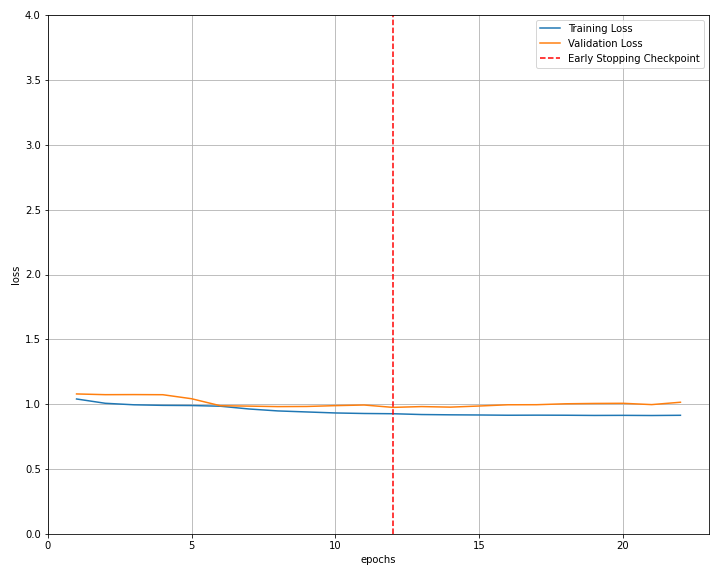 4.0
3.5
3.0
2.5
2.0
1.5
1.0
0.5
0.0
loss
0 5 10 15 20
epochs
Training Loss
Validation Loss
Early Stopping Checkpoint